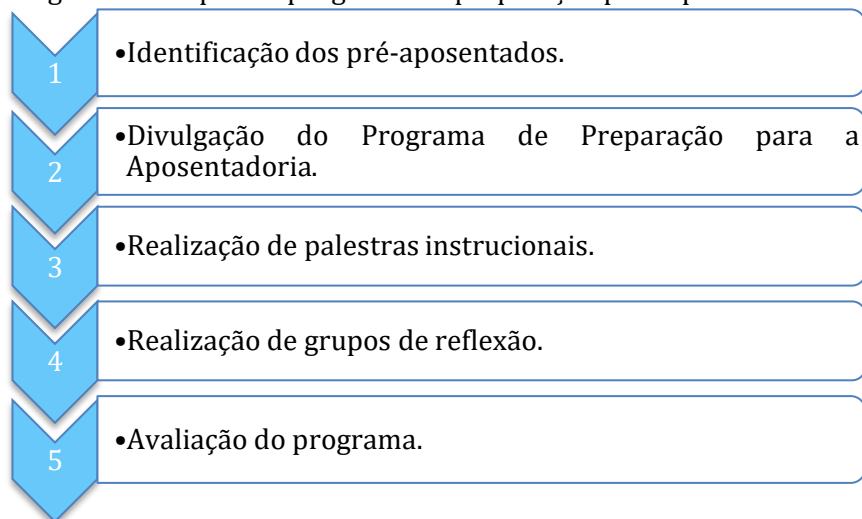 1
•Identificação dos pré-aposentados.
2
•Divulgação do Programa de Preparação para a
Aposentadoria.
3
•Realização de palestras instrucionais.
4
•Realização de grupos de reflexão.
5
•Avaliação do programa.